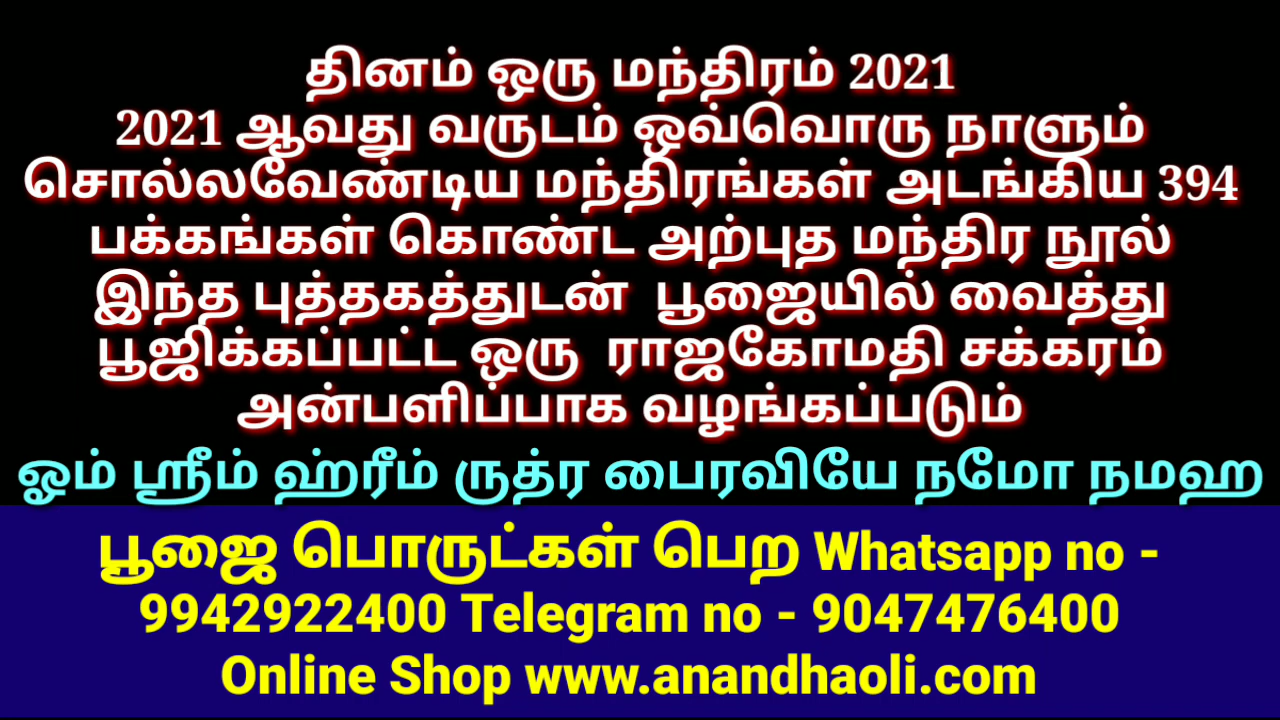 தினம் ஒரு மந்திரம் 2021
2021 ஆவது வருடம் ஒவ்வொரு நாளும்
சொல்லவேண்டிய மந்திரங்கள் அடங்கிய 394
பக்கங்கள் கொண்ட அற்புத மந்திர நூல்
இந்த புத்தகத்துடன் பூஜையில் வைத்து
பூஜிக்கப்பட்ட ஒரு ராஜகோமதி சக்கரம்
அன்பளிப்பாக வழங்கப்படும்
ஓம் ஸ்ரீம் ஹ்ரீம் ருத்ர பைரவியே நமோ நமஹ
பூஜை பொருட்கள் பெற Whatsapp no -
9942922400 Telegram no - 9047476400
Online Shop www.anandhaoli.com